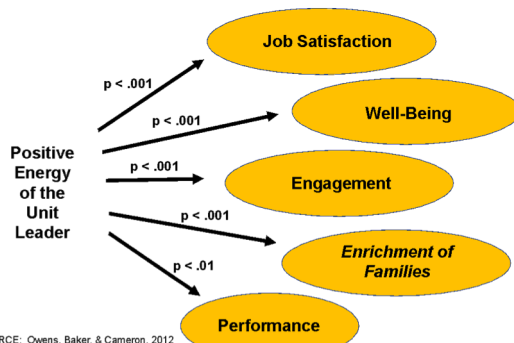 Job Satisfaction
p < .001
Well-Being
p < .001
Positive
Energy
of the
Unit
Leader
p < .001
Engagement
p < .001
Enrichment of
Families
p < .01
Performance
RCE: Owens, Baker, & Cameron, 2012